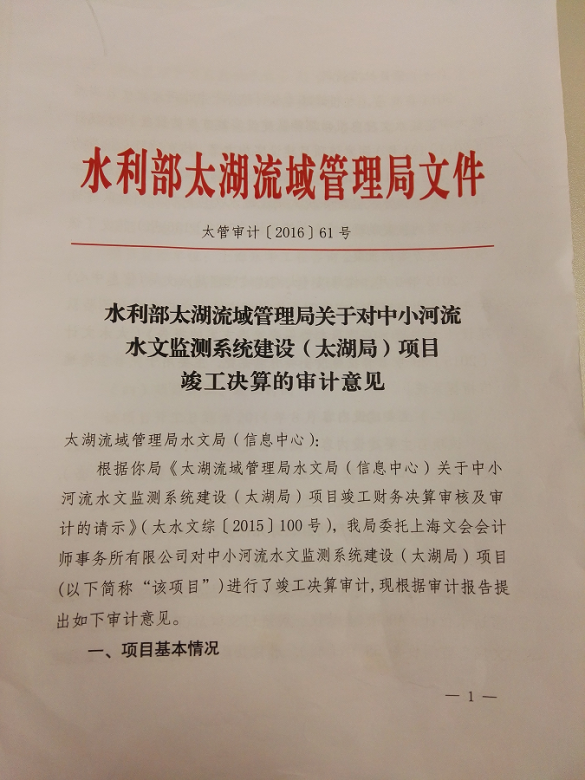 水利部太湖流域管理局文件
太管审计〔2016〕61号
水利部太湖流域管理局关于对中小河流
水文监测系统建设（太湖局）项目
竣工决算的审计意见
太湖流域管理局水文局（信息中心）：
根据你局《太湖流域管理局水文局（信息中心）关于中小
河流水文监测系统建设（太湖局）项目竣工财务决算审核及审
计的请示》（太水文综〔2015〕100号），我局委托上海文会会计
师事务所有限公司对中小河流水文监测系统建设（太湖局）项目
（以下简称“该项目”）进行了竣工决算审计，现根据审计报告提
出如下审计意见。
一、项目基本情况
— 1 —